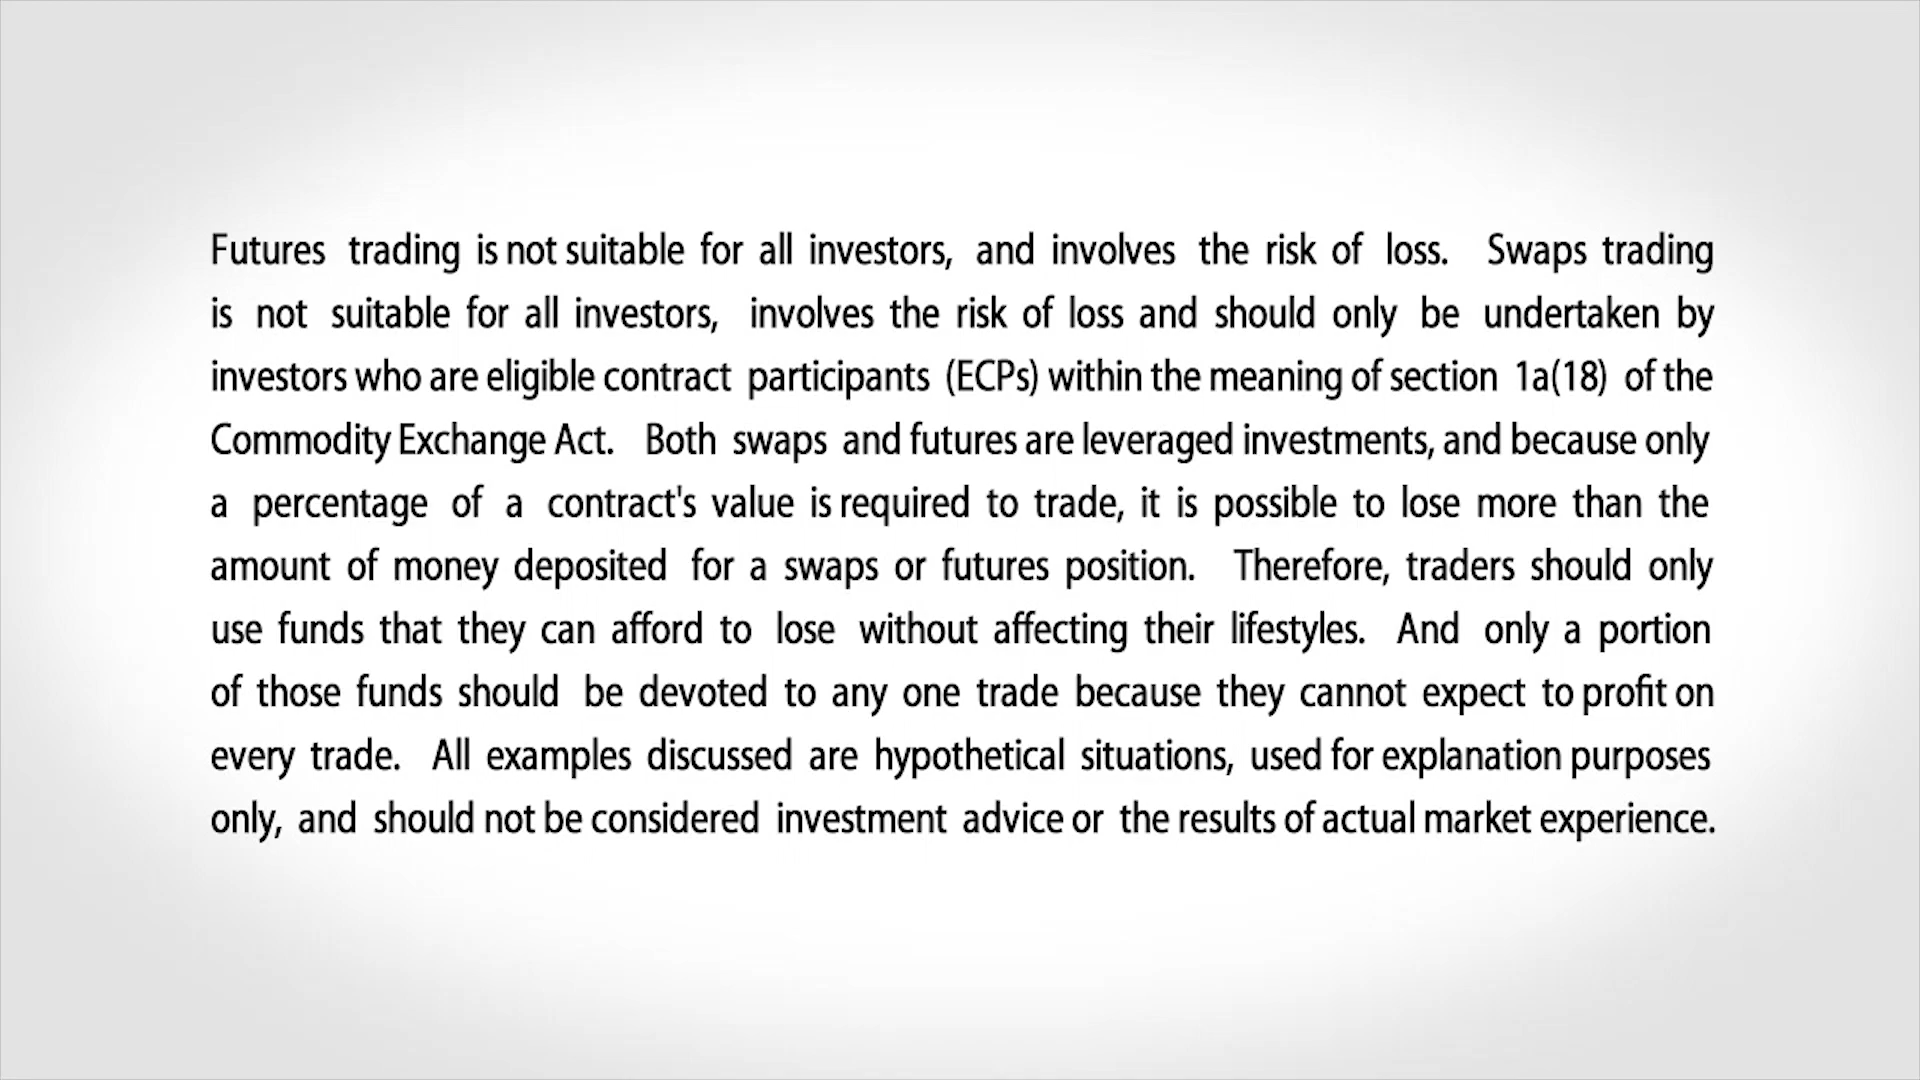 Futures trading is not suitable for all investors, and involves the risk of loss. Swaps trading
is not suitable for all investors, involves the risk of loss and should only be undertaken by
investors who are eligible contract participants (ECPs) within the meaning of section 1a(18) of the
Commodity Exchange Act. Both swaps and futures are leveraged investments, and because only
a percentage of a contract's value is required to trade, it is possible to lose more than the
amount of money deposited for a swaps or futures position. Therefore, traders should only
use funds that they can afford to lose without affecting their lifestyles. And only a portion
of those funds should be devoted to any one trade because they cannot expect to profit on
every trade. All examples discussed are hypothetical situations, used for explanation purposes
only, and should not be considered investment advice or the results of actual market experience.